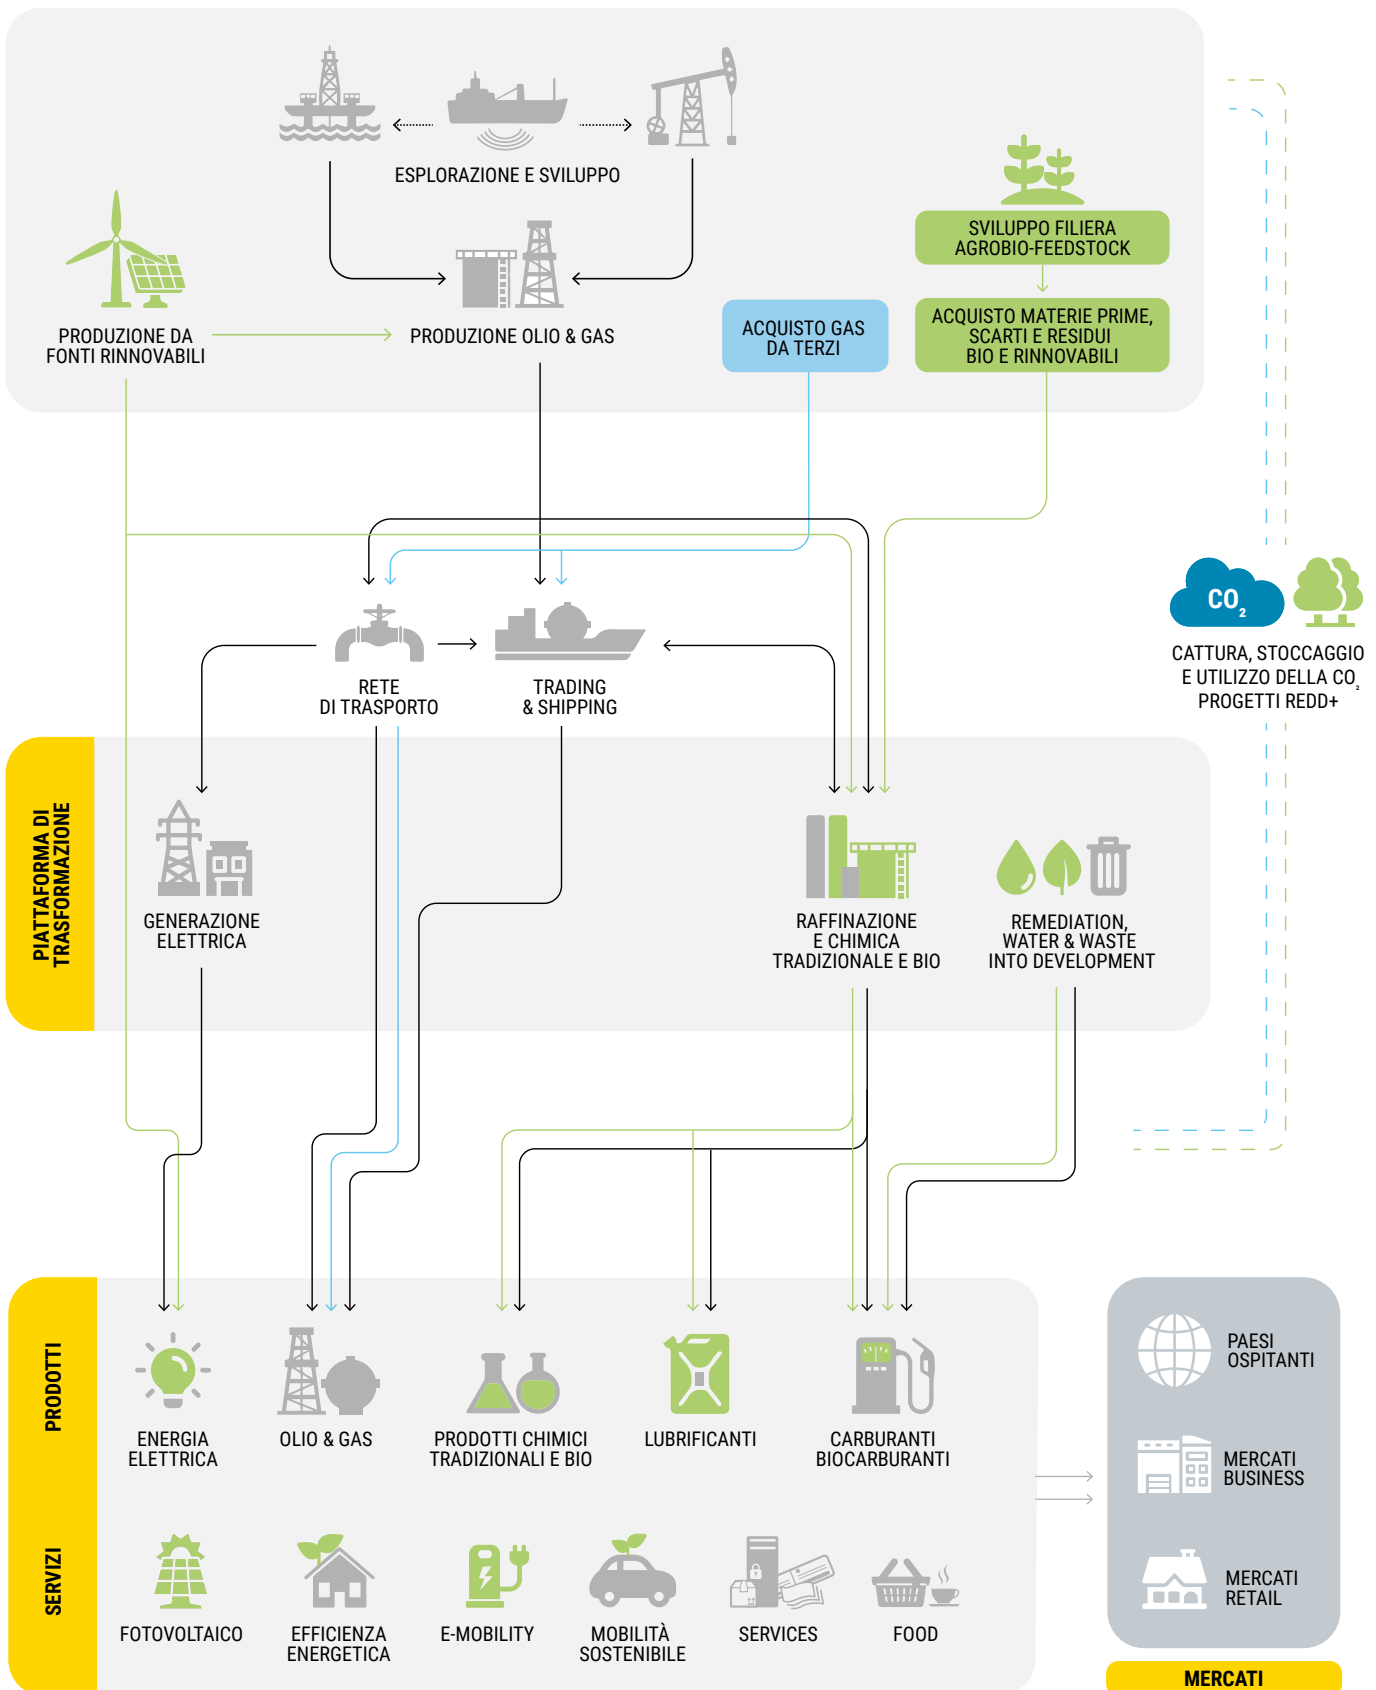 ESPLORAZIONE E SVILUPPO
SVILUPPO FILIERA
AGROBIO-FEEDSTOCK
PRODUZIONE DA
FONTI RINNOVABILI
PRODUZIONE OLIO & GAS
ACQUISTO GAS
DA TERZI
ACQUISTO MATERIE PRIME,
SCARTI E RESIDUI
BIO E RINNOVABILI
CO₂
CATTURA, STOCCAGGIO
E UTILIZZO DELLA CO₂
PROGETTI REDD+
RETE
DI TRASPORTO
TRADING
& SHIPPING
PIATTAFORMA DI
TRASFORMAZIONE
GENERAZIONE
ELETTRICA
RAFFINAZIONE
E CHIMICA
TRADIZIONALE E BIO
REMEDIATION,
WATER & WASTE
INTO DEVELOPMENT
PRODOTTI
ENERGIA
ELETTRICA
OLIO & GAS
PRODOTTI CHIMICI
TRADIZIONALI E BIO
LUBRIFICANTI
CARBURANTI
BIOCARBURANTI
SERVIZI
FOTOVOLTAICO
EFFICIENZA
ENERGETICA
E-MOBILITY
MOBILITÀ
SOSTENIBILE
SERVICES
FOOD
PAESI
OSPITANTI
MERCATI
BUSINESS
MERCATI
RETAIL
MERCATI